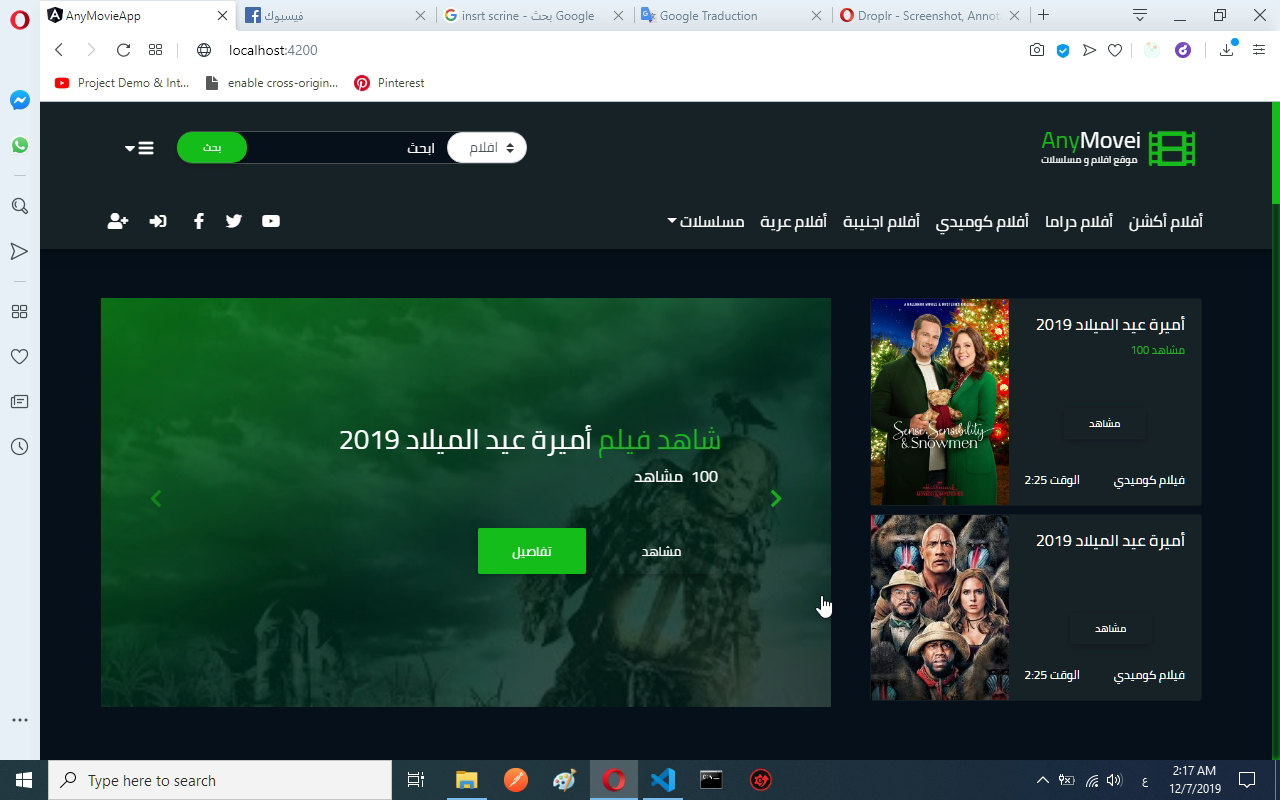 AnyMovieApp
فيسبوك
insrt scrine - بحث Google
Google Traduction
Droplr - Screenshot, Annot
localhost:4200
Project Demo & Int...
enable cross-origin...
Pinterest
AnyMovei
موقع افلام و مسلسلات
افلام
ابحث
بحث
أفلام أكشن
أفلام دراما
أفلام كوميدي
أفلام اجنيبة
أفلام عرية
مسلسلات
أميرة عيد الميلاد 2019
مشاهد 100
مشاهد
فيلام كوميدي
الوقت 2:25
Sense, Sensibility
& Snowmen
شاهد فيلم أميرة عيد الميلاد 2019
100 مشاهد
مشاهد
تفاصيل
أميرة عيد الميلاد 2019
مشاهد
فيلام كوميدي
الوقت 2:25
Type here to search
ع
2:17 AM
12/7/2019